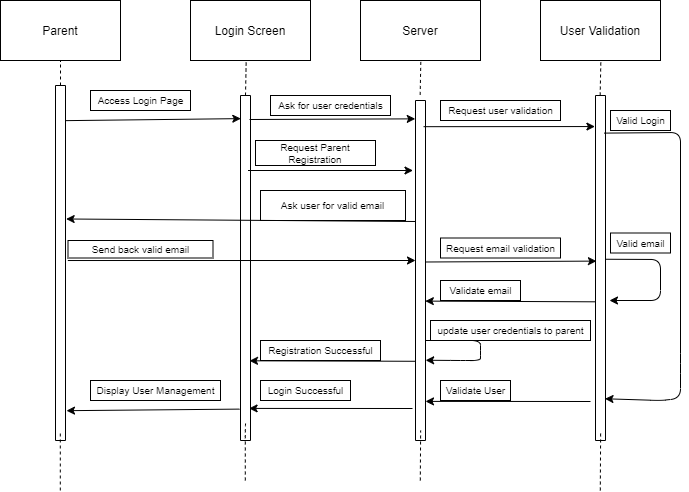 Parent
Login Screen
Server
User Validation
Access Login Page
Ask for user credentials
Request user validation
Valid Login
Request Parent
Registration
Ask user for valid email
Send back valid email
Request email validation
Valid email
Validate email
update user credentials to parent
Registration Successful
Display User Management
Login Successful
Validate User